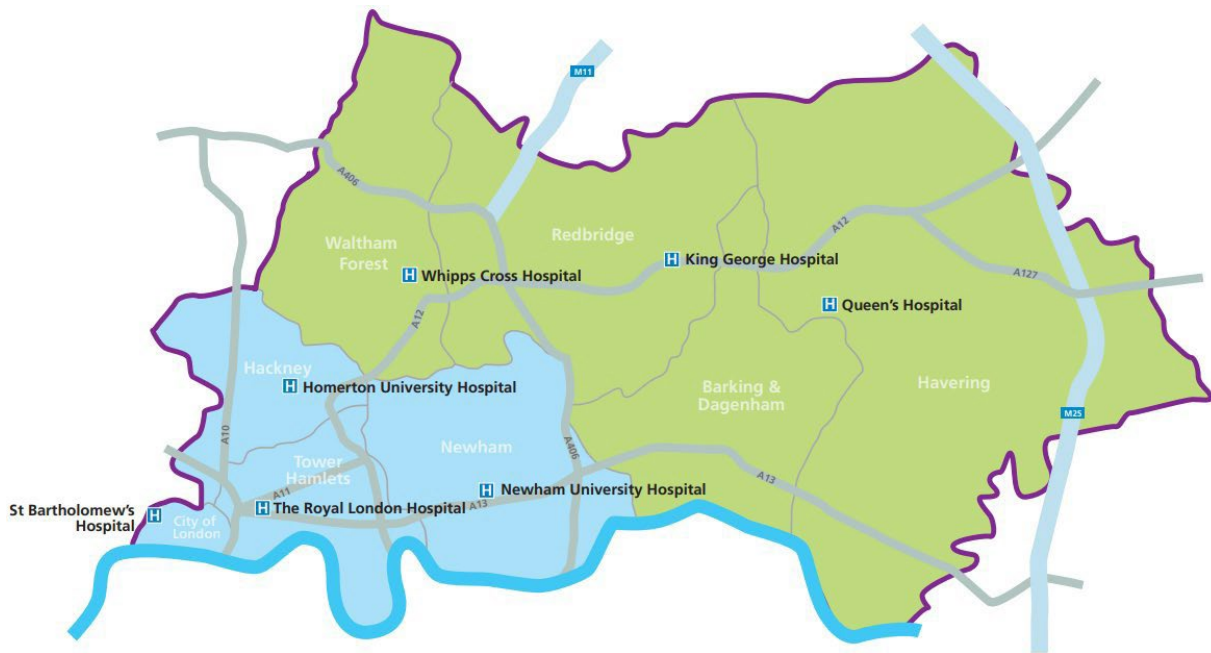 M11
A406
Waltham
Forest
Redbridge
A12
H King George Hospital
H Whipps Cross Hospital
A127
H Queen's Hospital
A12
Hackney
H Homerton University Hospital
Barking &
Dagenham
Havering
M25
A10
Newham
A406
Tower
Hamlets
A11
H Newham University Hospital
A13
A13
St Bartholomew's
Hospital
H
City of
London
H The Royal London Hospital